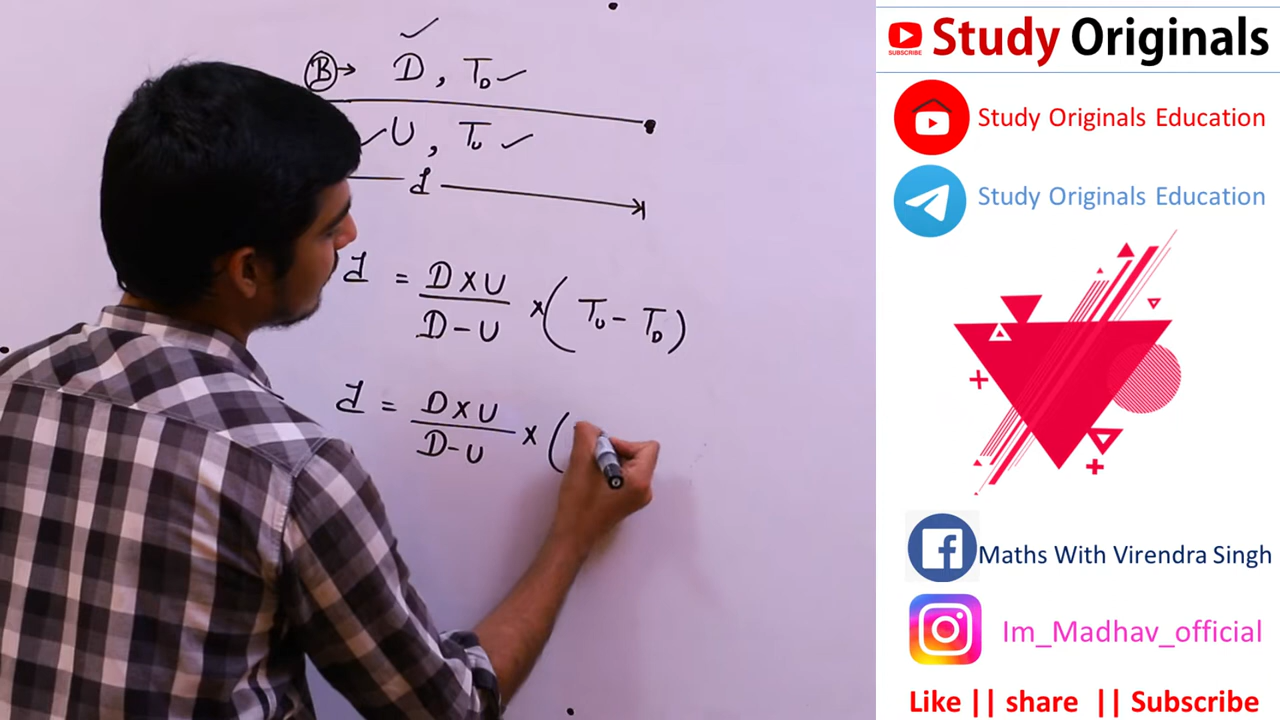 B → D, T_D ✓
✓ U, T_U ✓
d
d = D × U / D - U × ( T_U - T_D )
d = D × U / D - U × (
SUBSCRIBE
Study Originals
Study Originals Education
Study Originals Education
Maths With Virendra Singh
Im_Madhav_official
Like || share || Subscribe